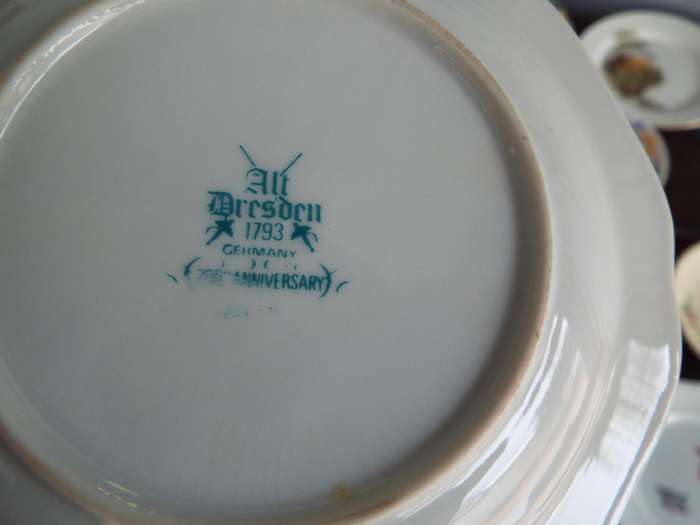 Alt
Dresden
1793
GERMANY
ANNIVERSARY